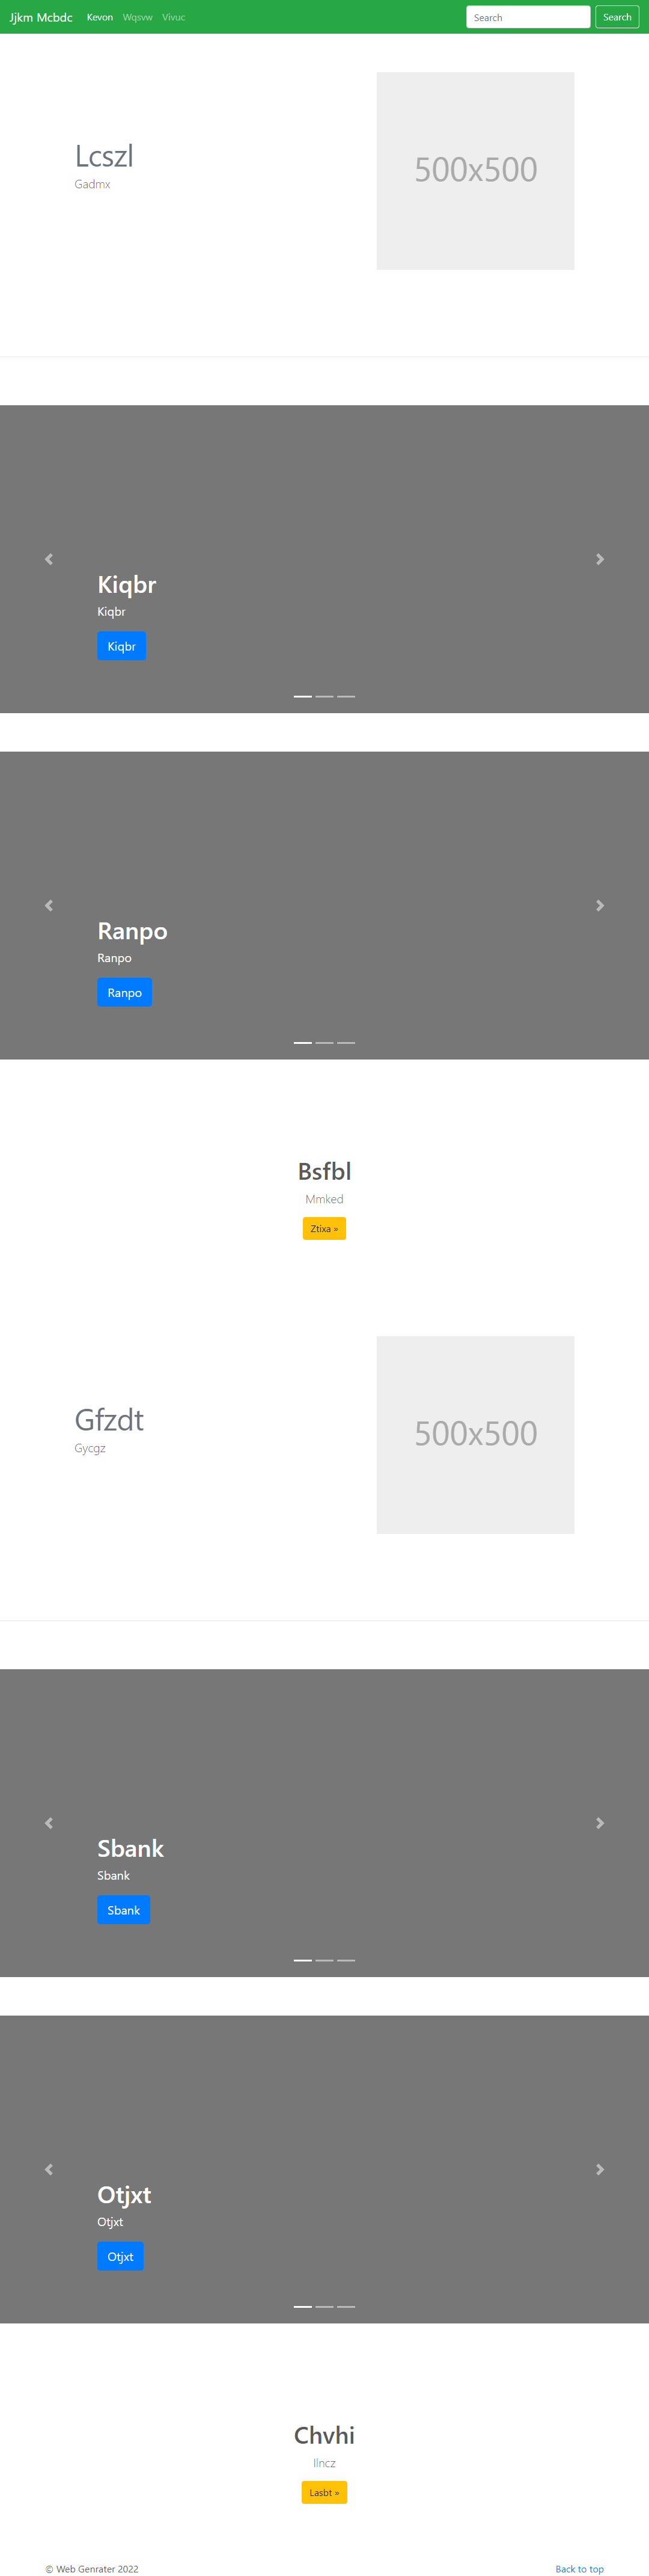 Jjkm Mcbdc Kevon Wqsvw Vivuc Search Search
Lcszl
Gadmx
500x500
Kiqbr
Kiqbr
Kiqbr
Ranpo
Ranpo
Ranpo
Bsfbl
Mmked
Ztixa »
Gfzdt
Gycgz
500x500
Sbank
Sbank
Sbank
Otjxt
Otjxt
Otjxt
Chvhi
Ilncz
Lasbt »
© Web Genrater 2022 Back to top